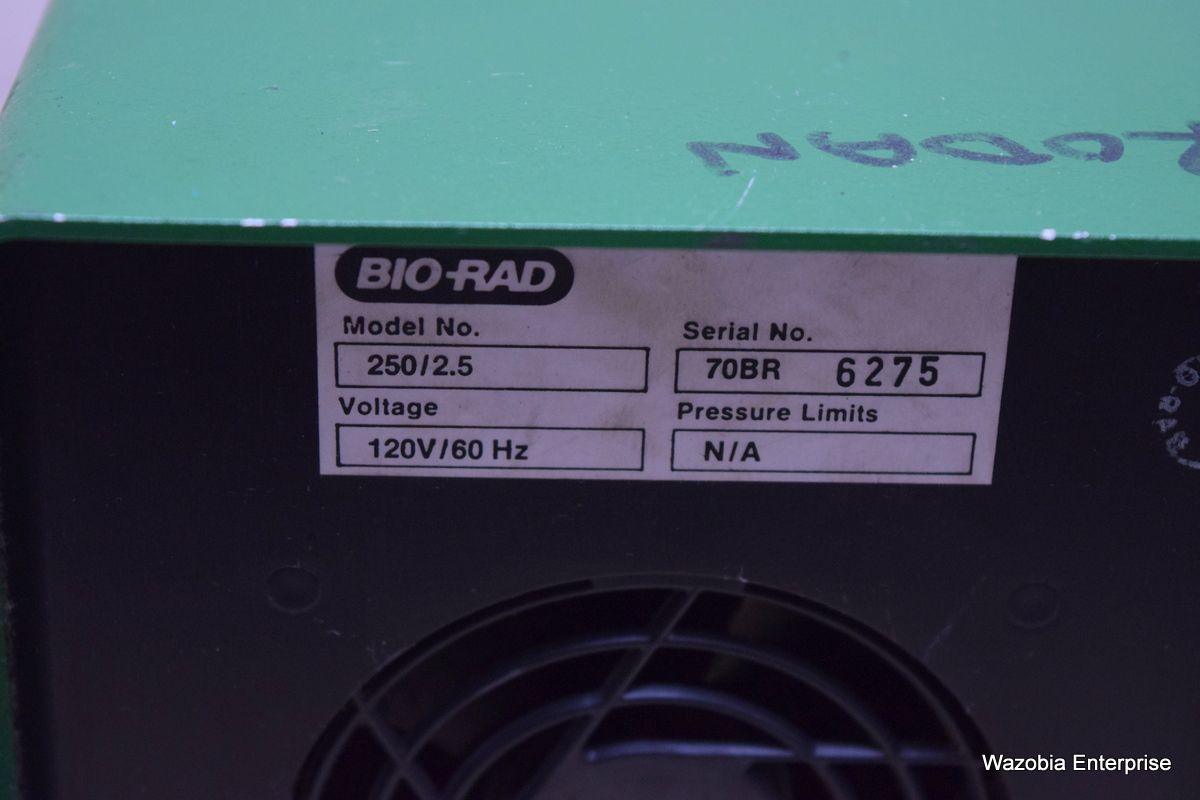 BIO-RAD
Model No.
Serial No.
250/2.5
70BR 6275
Voltage
Pressure Limits
120V/60 Hz
N/A
Wazobia Enterprise